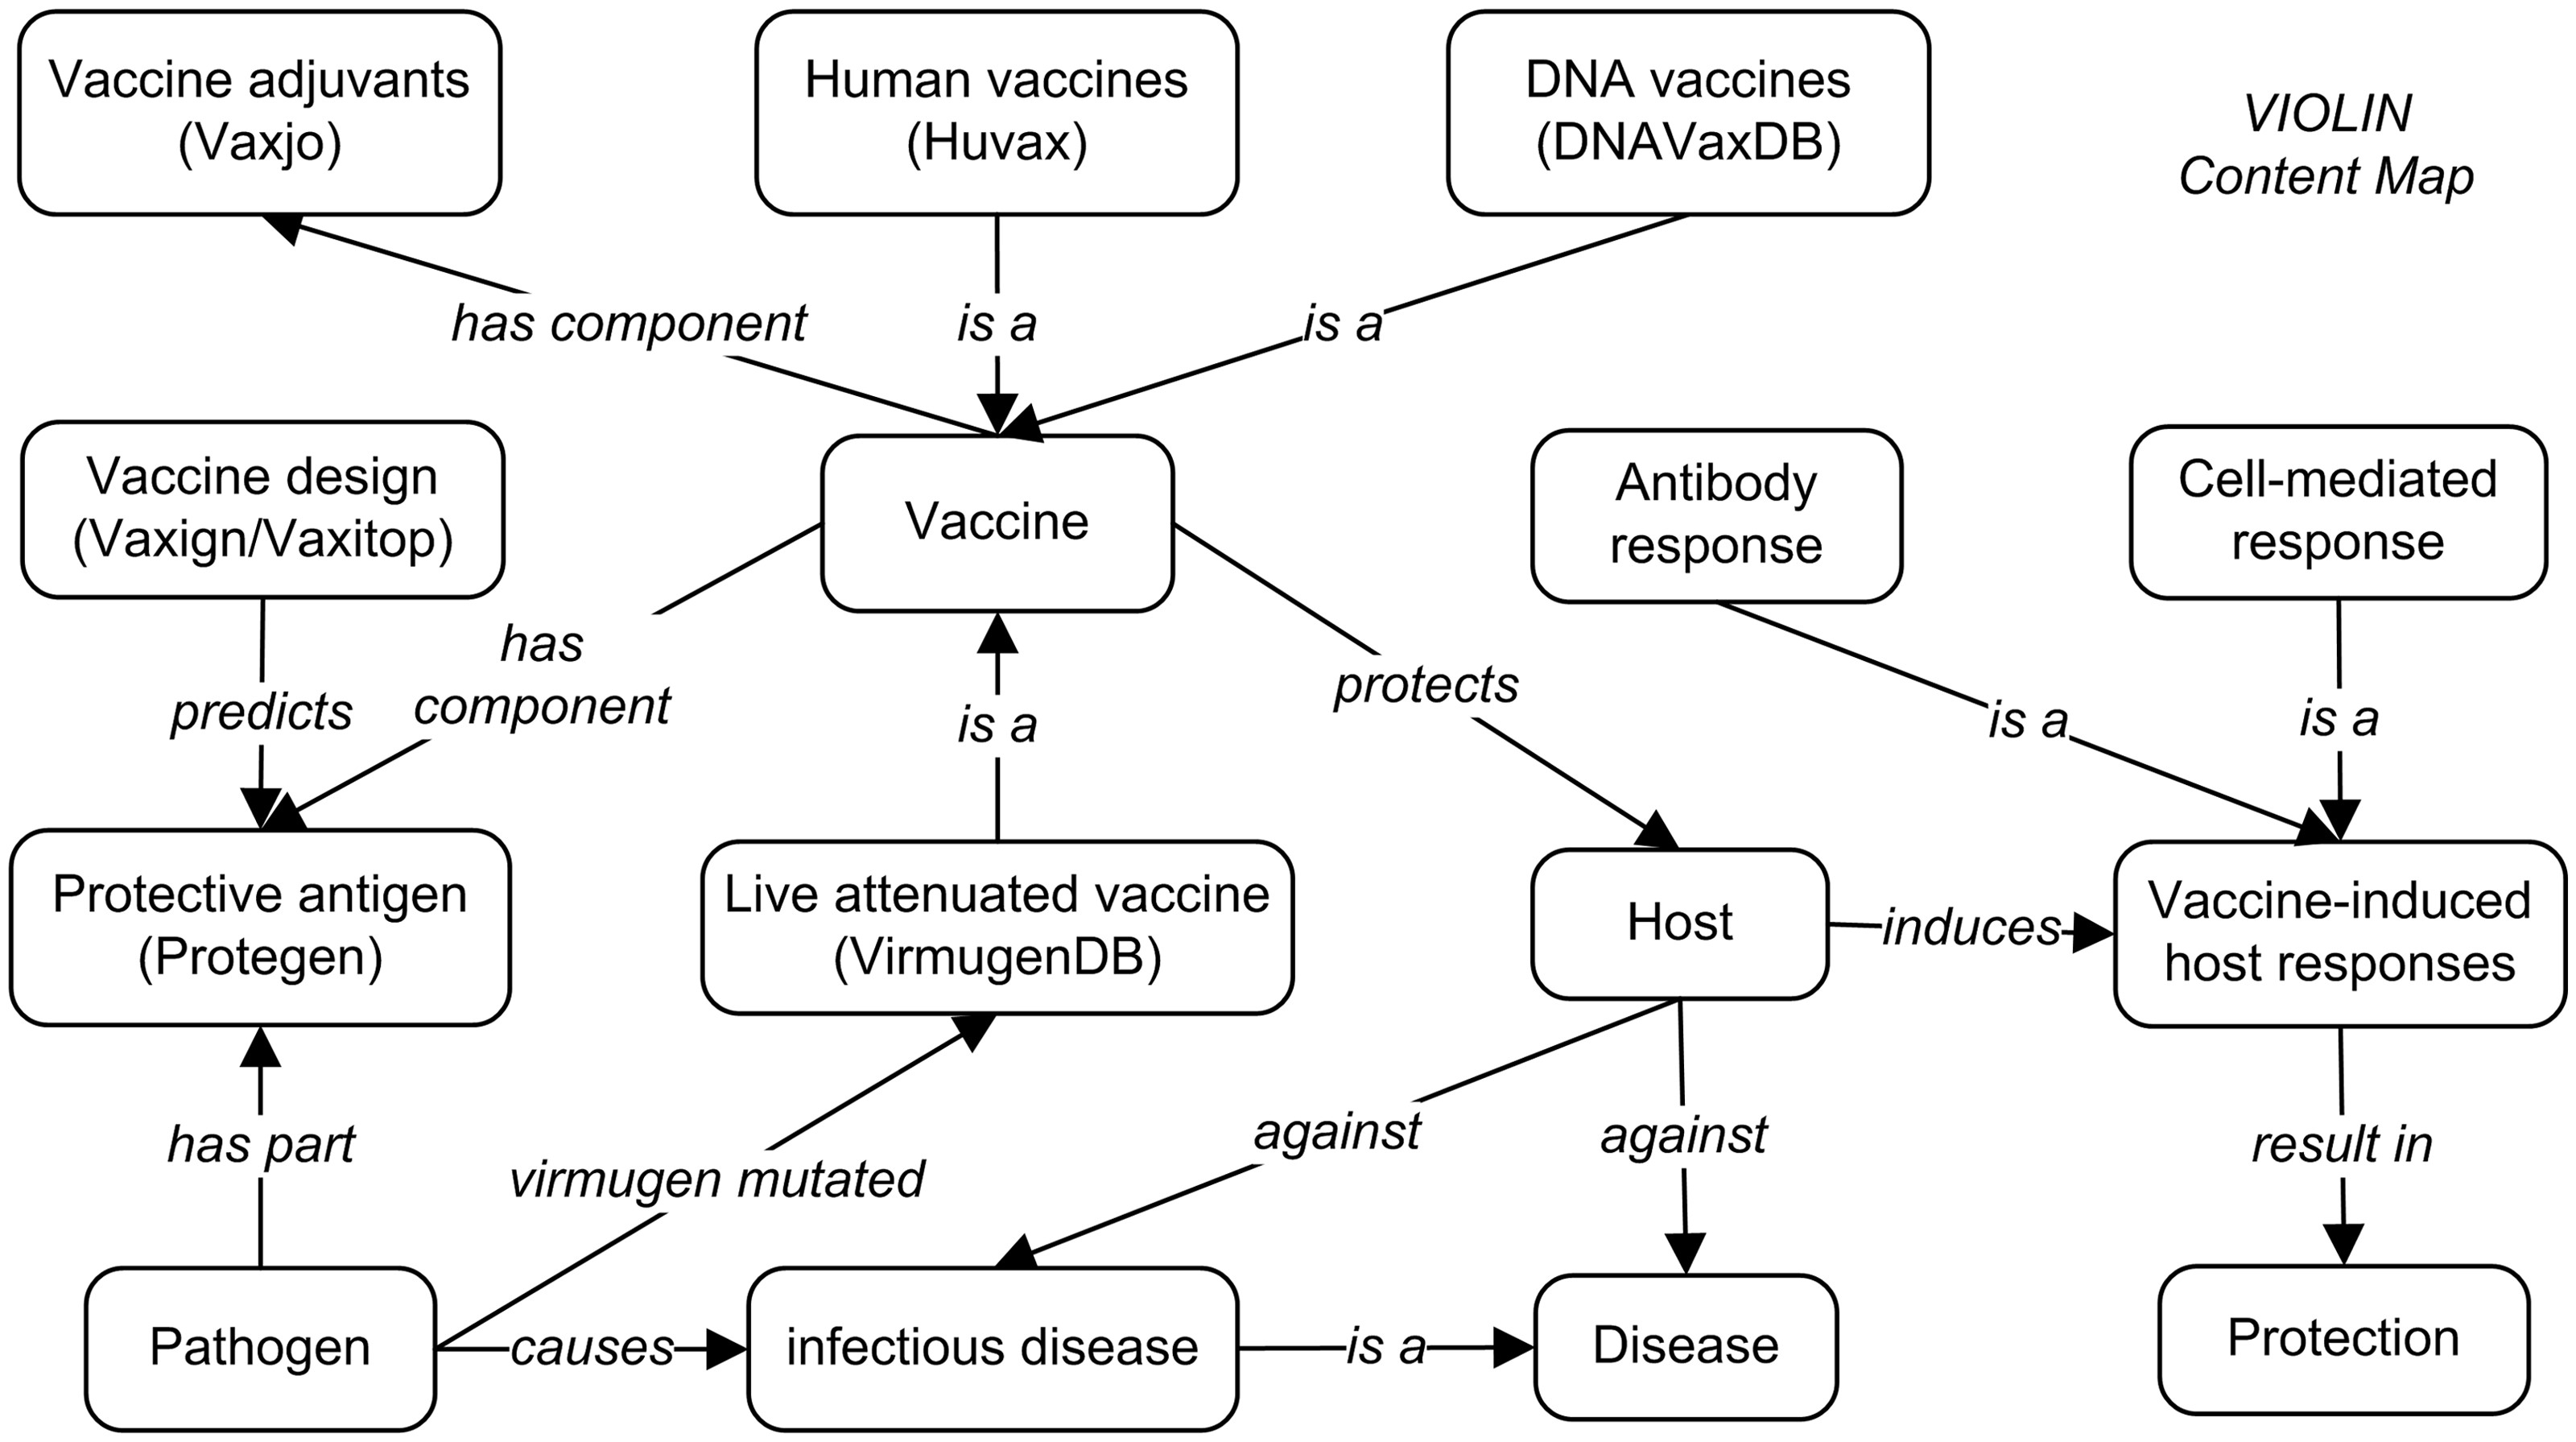 Vaccine adjuvants
(Vaxjo)
Human vaccines
(Huvax)
DNA vaccines
(DNAVaxDB)
VIOLIN
Content Map
has component
is a
is a
Vaccine design
(Vaxign/Vaxitop)
Vaccine
Antibody
response
Cell-mediated
response
predicts
has
component
is a
protects
is a
is a
Protective antigen
(Protegen)
Live attenuated vaccine
(VirmugenDB)
Host
induces
Vaccine-induced
host responses
has part
virmugen mutated
against
against
result in
Pathogen
causes
infectious disease
is a
Disease
Protection